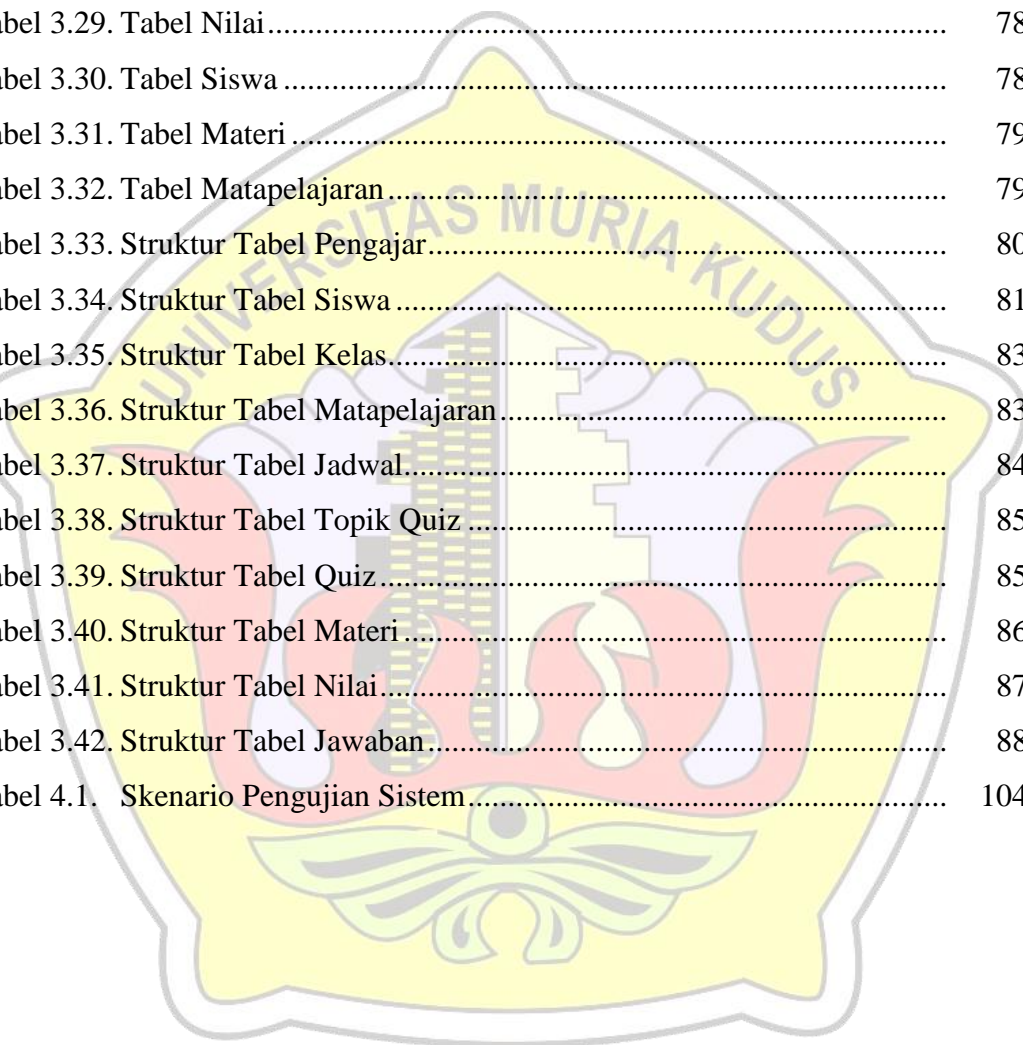 abel 3.29. Tabel Nilai.......................................................................................... 78
abel 3.30. Tabel Siswa ....................................................................................... 78
abel 3.31. Tabel Materi ...................................................................................... 79
abel 3.32. Tabel Matapelajaran.......................................................................... 79
abel 3.33. Struktur Tabel Pengajar.................................................................... 80
abel 3.34. Struktur Tabel Siswa ........................................................................ 81
abel 3.35. Struktur Tabel Kelas......................................................................... 83
abel 3.36. Struktur Tabel Matapelajaran........................................................... 83
abel 3.37. Struktur Tabel Jadwal....................................................................... 84
abel 3.38. Struktur Tabel Topik Quiz ............................................................... 85
abel 3.39. Struktur Tabel Quiz.......................................................................... 85
abel 3.40. Struktur Tabel Materi....................................................................... 86
abel 3.41. Struktur Tabel Nilai ......................................................................... 87
abel 3.42. Struktur Tabel Jawaban.................................................................... 88
abel 4.1. Skenario Pengujian Sistem................................................................ 104
UNIVERSITAS MURIA KUDUS